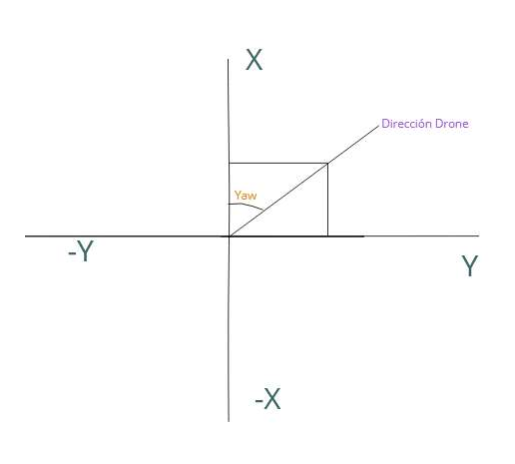 X
Dirección Drone
Yaw
-Y
Y
-X